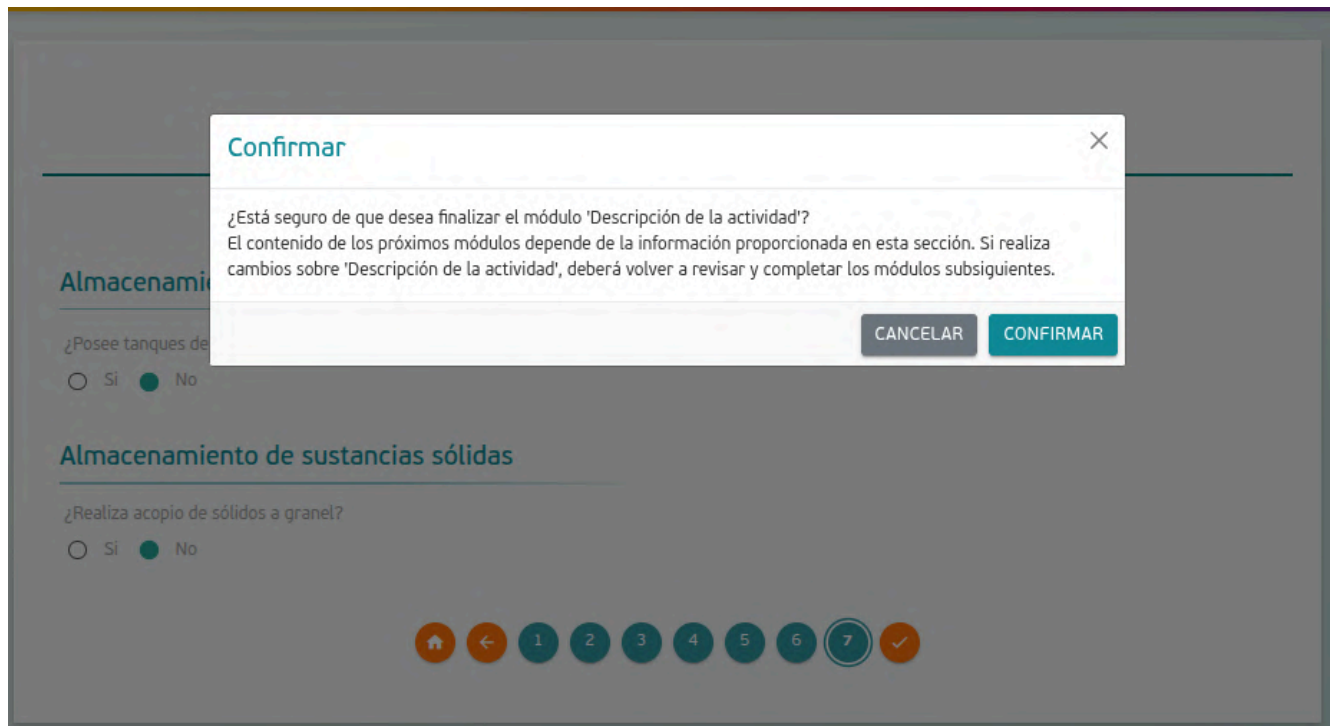 Confirmar
¿Está seguro de que desea finalizar el módulo 'Descripción de la actividad'?
El contenido de los próximos módulos depende de la información proporcionada en esta sección. Si realiza
cambios sobre 'Descripción de la actividad', deberá volver a revisar y completar los módulos subsiguientes.
CANCELAR CONFIRMAR
¿Posee tanques de
Si No
Almacenamiento de sustancias sólidas
¿Realiza acopio de sólidos a granel?
Si No
1 2 3 4 5 6 7